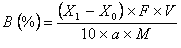 B (%) = (X₁ − X₀) × F × V / 10 × a × M